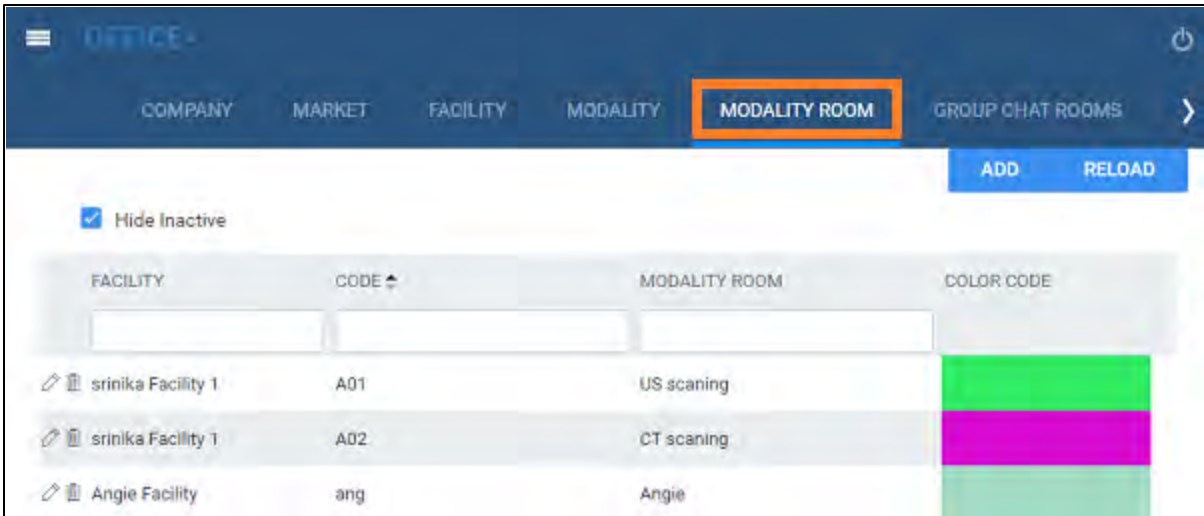 OFFICE
COMPANY MARKET FACILITY MODALITY MODALITY ROOM GROUP CHAT ROOMS
ADD RELOAD
Hide Inactive
FACILITY CODE MODALITY ROOM COLOR CODE
srinika Facility 1 A01 US scaning
srinika Facility 1 A02 CT scaning
Angie Facility ang Angie